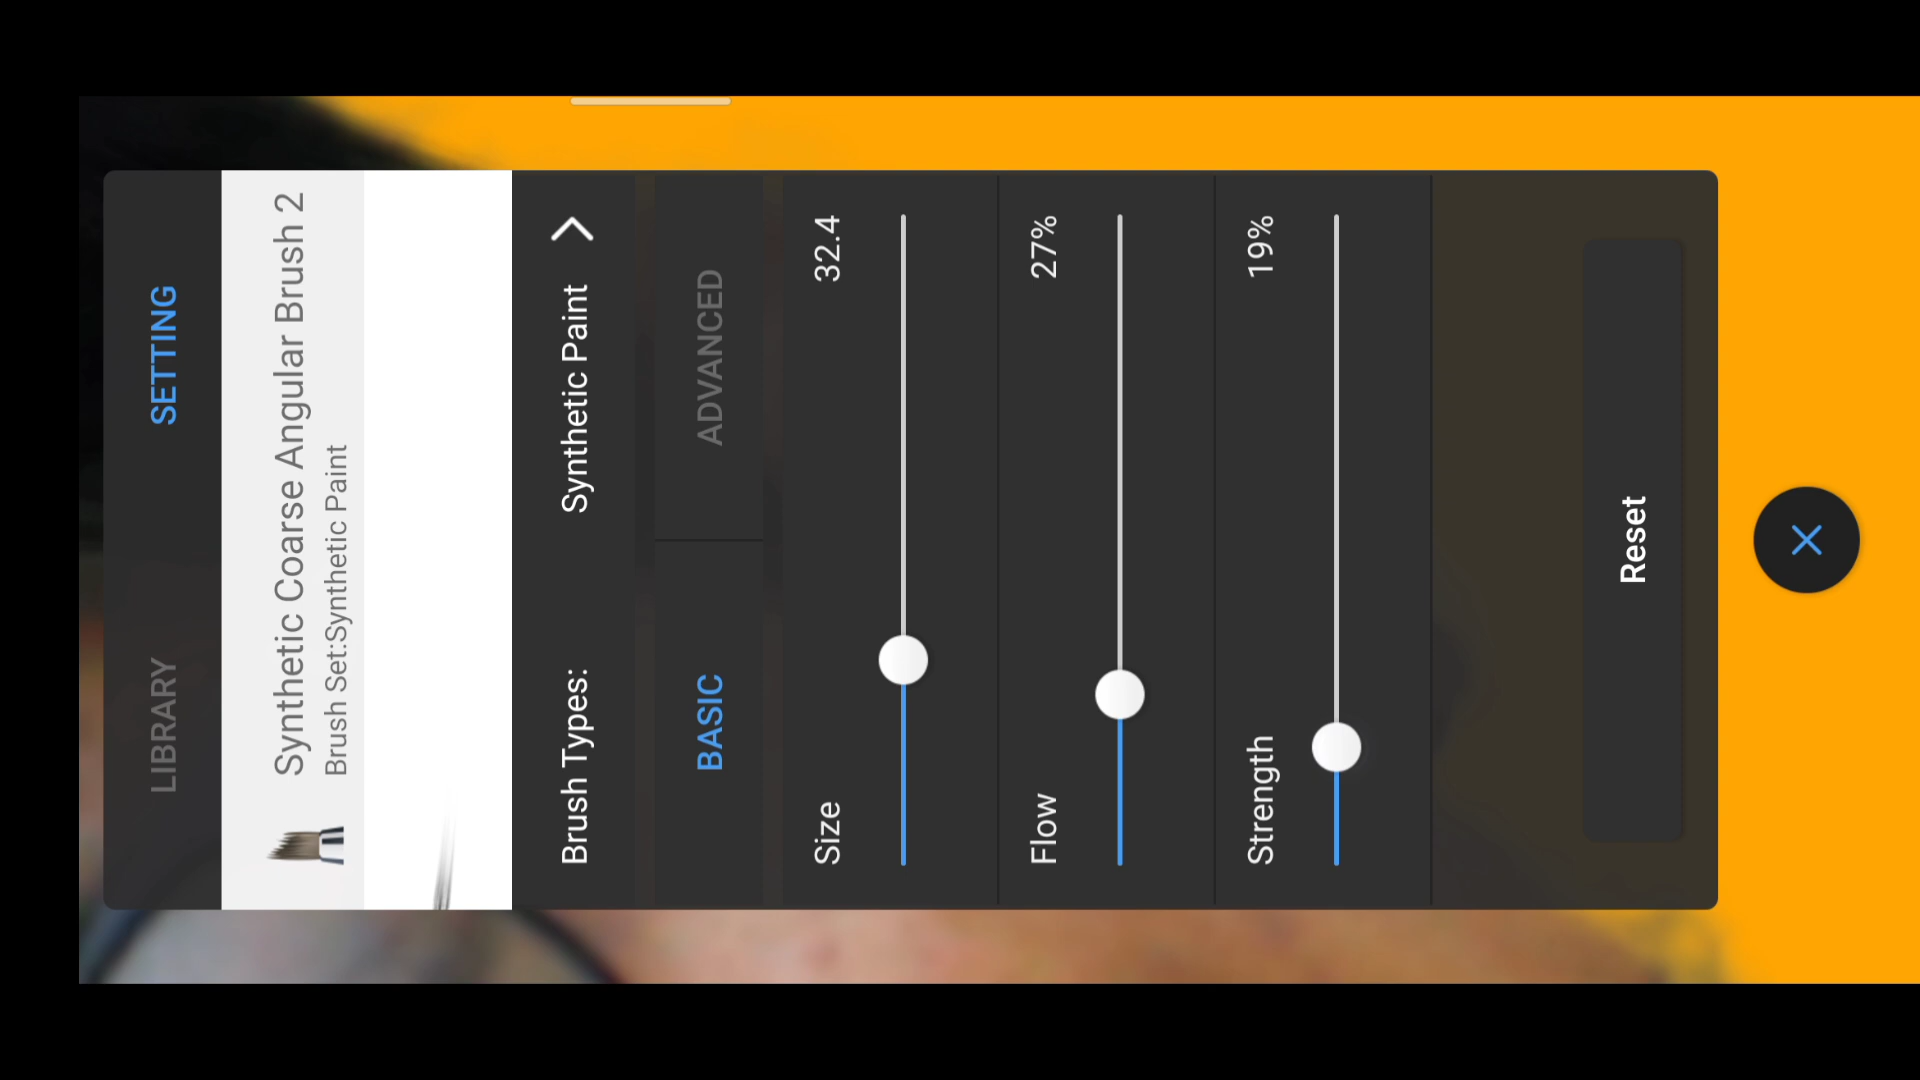 LIBRARY SETTING
Synthetic Coarse Angular Brush 2
Brush Set:Synthetic Paint
Brush Types: Synthetic Paint
BASIC ADVANCED
Size 32.4
Flow 27%
Strength 19%
Reset